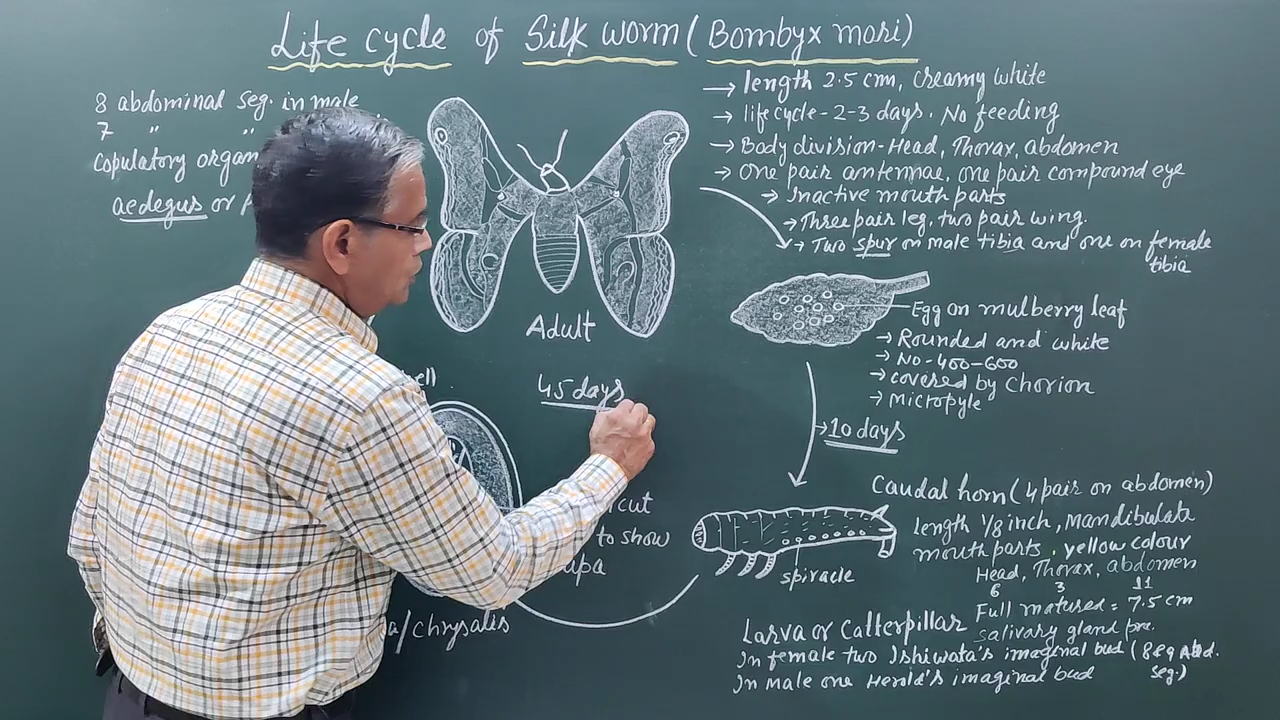 Life cycle of Silk worm (Bombyx mori)
8 abdominal seg. in male
7 " "
copulatory organ
aedegus or
Adult
→ length 2.5 cm, creamy white
→ life cycle - 2-3 days. No feeding
→ Body division - Head, Thorax, abdomen
→ One pair antennae, one pair compound eye
→ Inactive mouth parts
→ Three pair leg, two pair wing.
→ Two spur on male tibia and one on female tibia
Egg on mulberry leaf
→ Rounded and white
→ No - 400-600
→ covered by Chorion
→ Micropyle
→ 10 days
45 days
cut
to show
/chrysalis
spiracle
Caudal horn (4 pair on abdomen)
length 1/8 inch, Mandibulata
mouth parts, yellow colour
Head, Thorax, abdomen
6 3 11
Full matured = 7.5 cm
Larva or Catterpillar
salivary gland pre.
In female two Ishiwata's imaginal bud (8 seg Abd. seg.)
In Male one Herold's imaginal bud